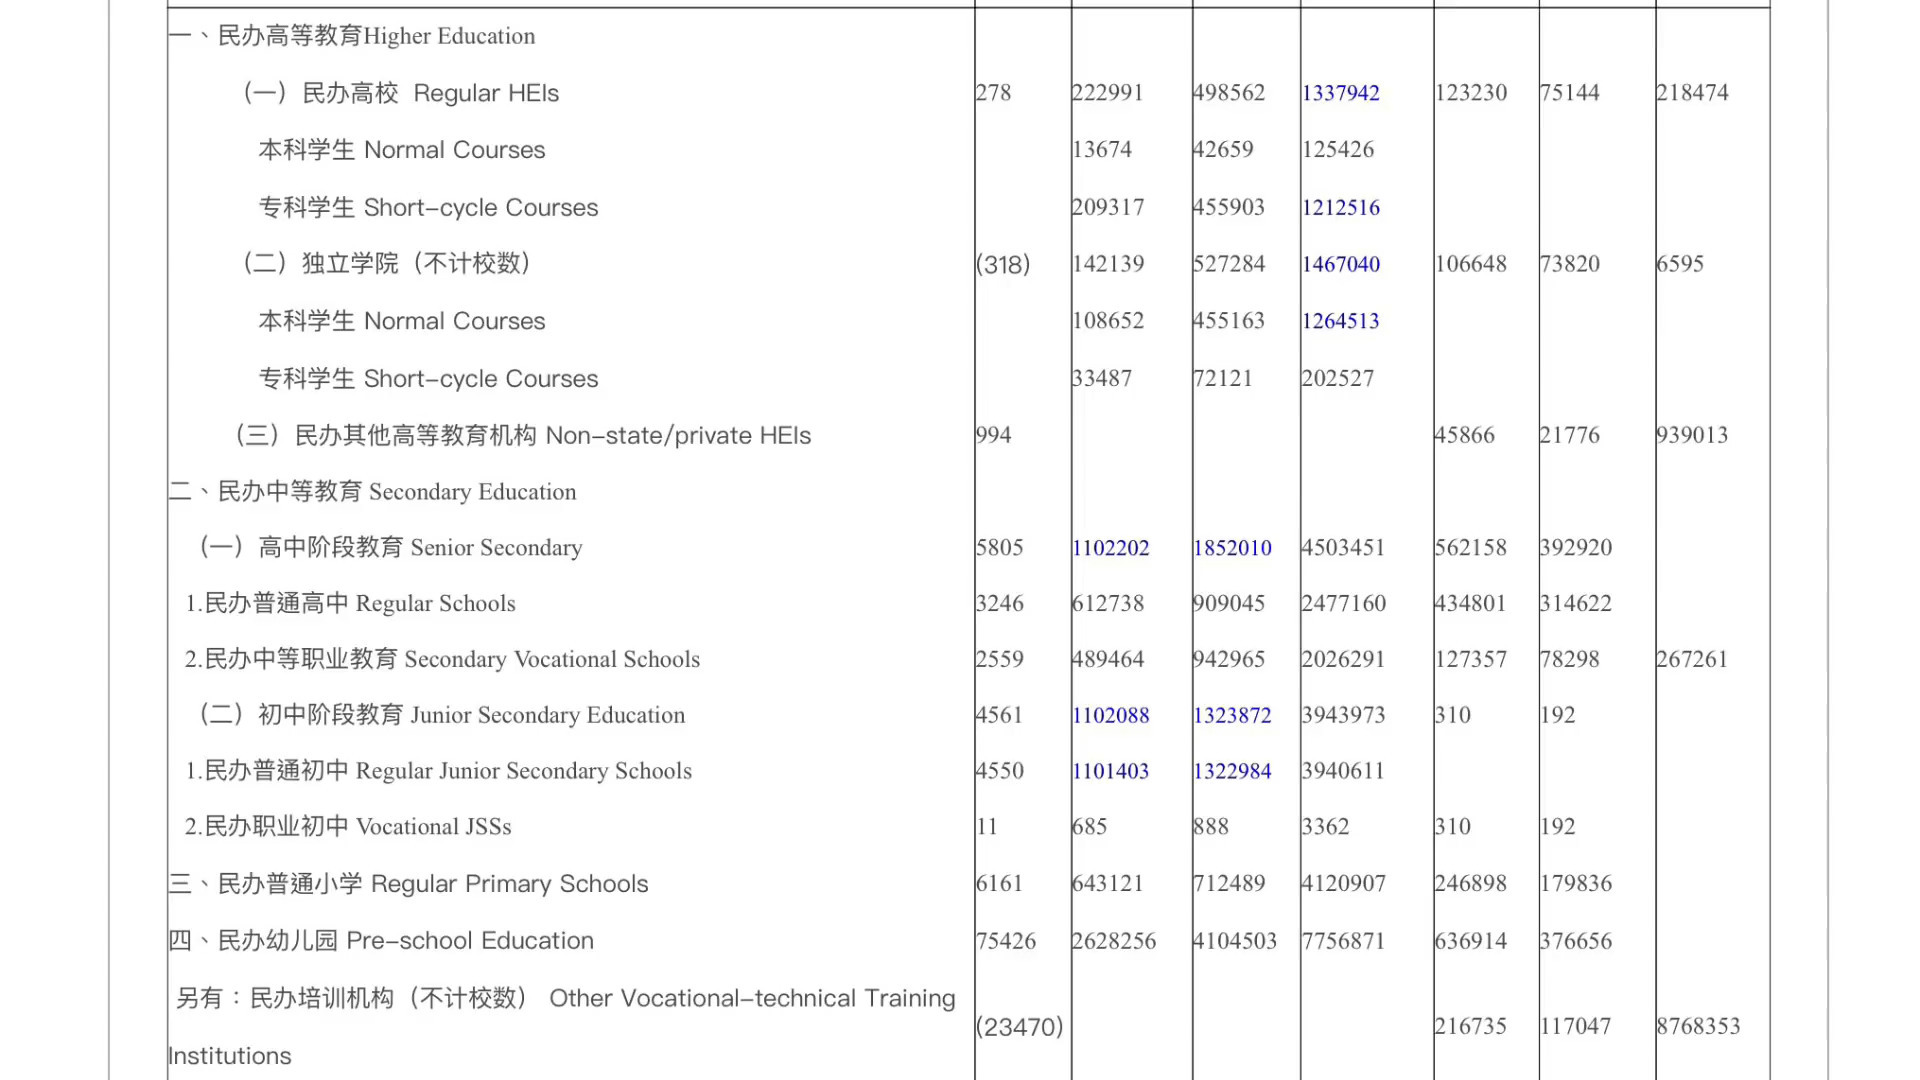 一、民办高等教育Higher Education
（一）民办高校 Regular HEIs 278 222991 498562 1337942 123230 75144 218474
本科学生 Normal Courses 13674 42659 125426
专科学生 Short-cycle Courses 209317 455903 1212516
（二）独立学院（不计校数） (318) 142139 527284 1467040 106648 73820 6595
本科学生 Normal Courses 108652 455163 1264513
专科学生 Short-cycle Courses 33487 72121 202527
（三）民办其他高等教育机构 Non-state/private HEIs 994 45866 21776 939013
二、民办中等教育 Secondary Education
（一）高中阶段教育 Senior Secondary 5805 1102202 1852010 4503451 562158 392920
1.民办普通高中 Regular Schools 3246 612738 909045 2477160 434801 314622
2.民办中等职业教育 Secondary Vocational Schools 2559 489464 942965 2026291 127357 78298 267261
（二）初中阶段教育 Junior Secondary Education 4561 1102088 1323872 3943973 310 192
1.民办普通初中 Regular Junior Secondary Schools 4550 1101403 1322984 3940611
2.民办职业初中 Vocational JSSs 11 685 888 3362 310 192
三、民办普通小学 Regular Primary Schools 6161 643121 712489 4120907 246898 179836
四、民办幼儿园 Pre-school Education 75426 2628256 4104503 7756871 636914 376656
另有：民办培训机构（不计校数） Other Vocational-technical Training
Institutions (23470) 216735 117047 8768353